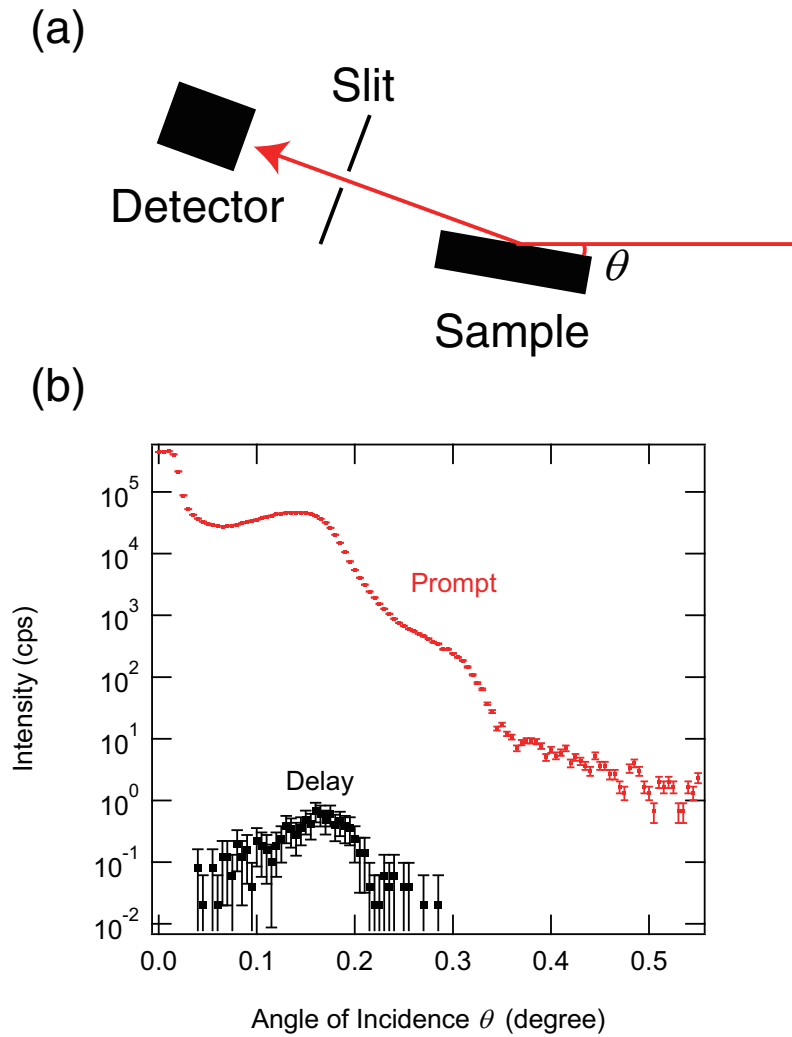 (a)
Slit
Detector
θ
Sample
(b)
10^5
10^4
10^3
10^2
10^1
10^0
10^-1
10^-2
Intensity (cps)
Prompt
Delay
0.0 0.1 0.2 0.3 0.4 0.5
Angle of Incidence θ (degree)